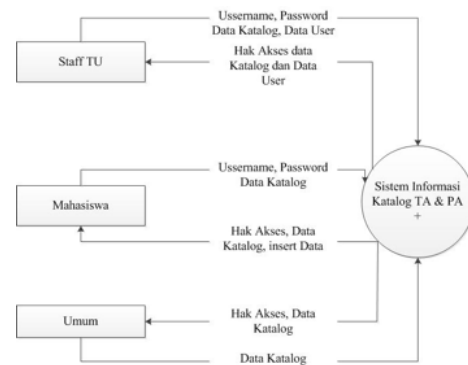 Ussername, Password
Data Katalog, Data User
Staff TU
Hak Akses data
Katalog dan Data
User
Ussername, Password
Data Katalog
Mahasiswa
Sistem Informasi
Katalog TA & PA
+
Hak Akses, Data
Katalog, insert Data
Umum
Hak Akses, Data
Katalog
Data Katalog